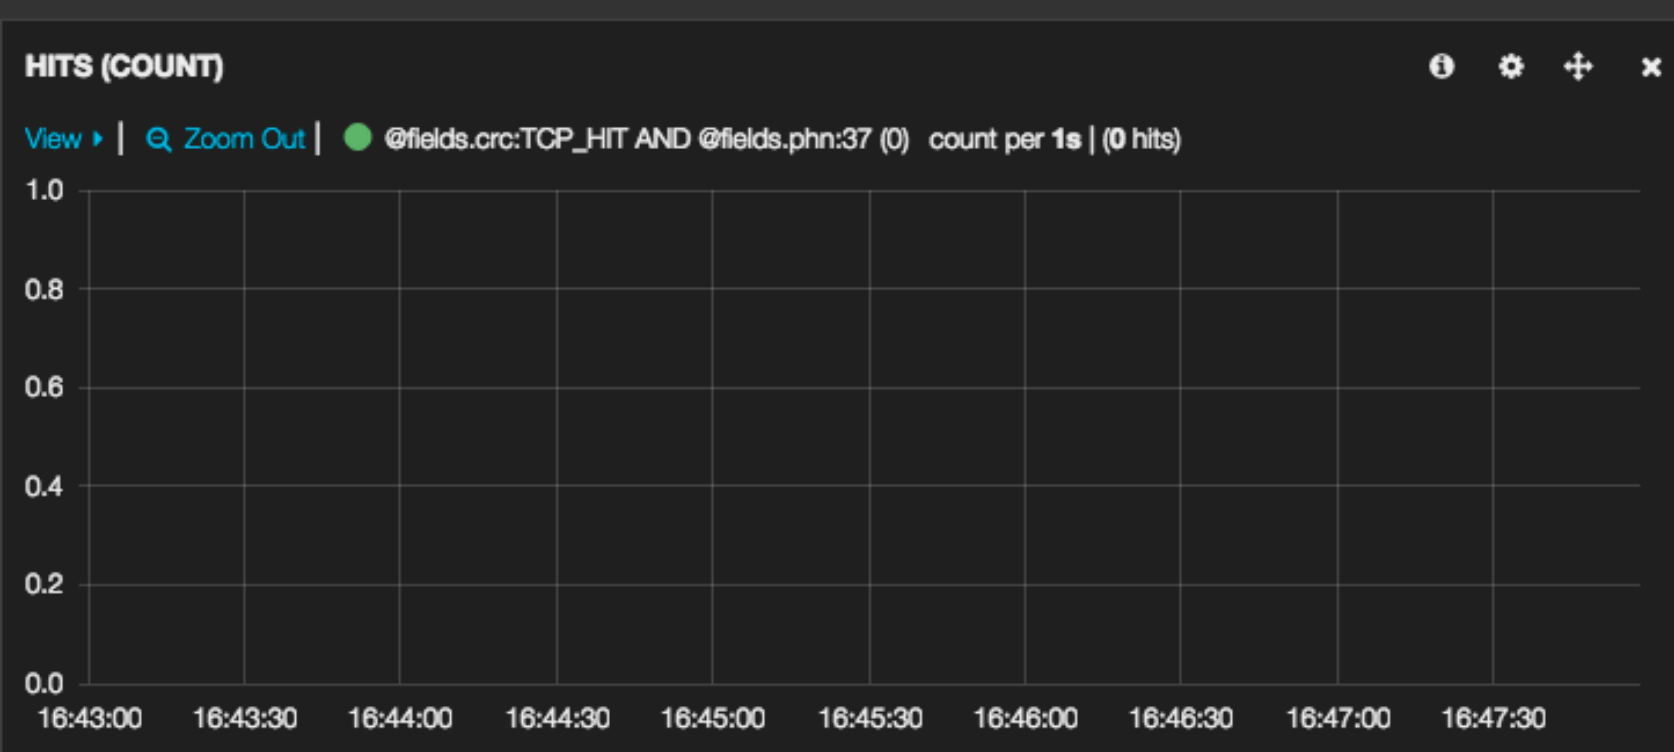 HITS (COUNT)
View | Zoom Out | @fields.crc:TCP_HIT AND @fields.phn:37 (0) count per 1s | (0 hits)
1.0
0.8
0.6
0.4
0.2
0.0
16:43:00 16:43:30 16:44:00 16:44:30 16:45:00 16:45:30 16:46:00 16:46:30 16:47:00 16:47:30